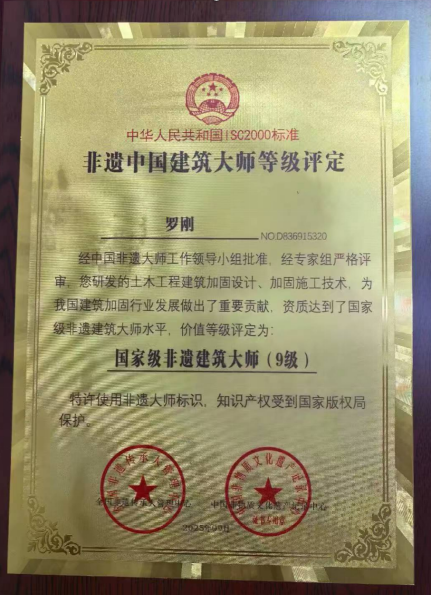 中华人民共和国ISC2000标准
非遗中国建筑大师等级评定
罗刚
NO.D836915320
经中国非遗大师工作领导小组批准，经专家组严格评
审，您研发的土木工程建筑加固设计、加固施工技术，为
我国建筑加固行业发展做出了重要贡献，资质达到了国家
级非遗建筑大师水平，价值等级评定为：
国家级非遗建筑大师（9级）
特许使用非遗大师标识，知识产权受到国家版权局
保护。